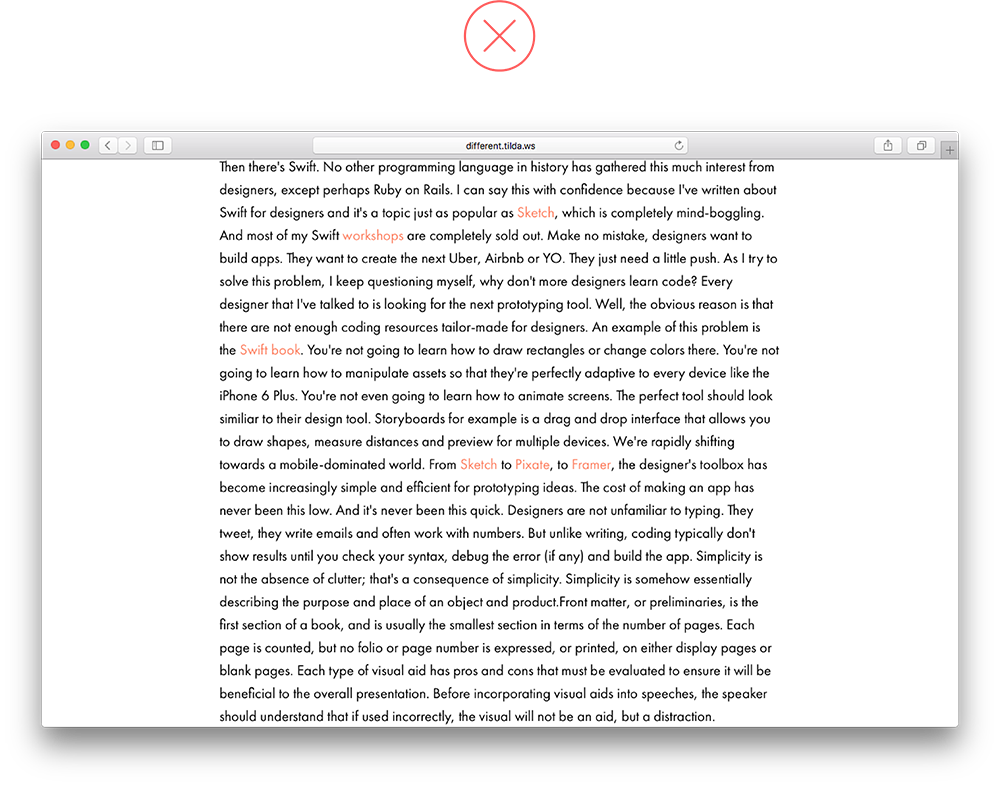 different.tilda.ws
Then there's Swift. No other programming language in history has gathered this much interest from
designers, except perhaps Ruby on Rails. I can say this with confidence because I've written about
Swift for designers and it's a topic just as popular as Sketch, which is completely mind-boggling.
And most of my Swift workshops are completely sold out. Make no mistake, designers want to
build apps. They want to create the next Uber, Airbnb or YO. They just need a little push. As I try to
solve this problem, I keep questioning myself, why don't more designers learn code? Every
designer that I've talked to is looking for the next prototyping tool. Well, the obvious reason is that
there are not enough coding resources tailor-made for designers. An example of this problem is
the Swift book. You're not going to learn how to draw rectangles or change colors there. You're not
going to learn how to manipulate assets so that they're perfectly adaptive to every device like the
iPhone 6 Plus. You're not even going to learn how to animate screens. The perfect tool should look
similiar to their design tool. Storyboards for example is a drag and drop interface that allows you
to draw shapes, measure distances and preview for multiple devices. We're rapidly shifting
towards a mobile-dominated world. From Sketch to Pixate, to Framer, the designer's toolbox has
become increasingly simple and efficient for prototyping ideas. The cost of making an app has
never been this low. And it's never been this quick. Designers are not unfamiliar to typing. They
tweet, they write emails and often work with numbers. But unlike writing, coding typically don't
show results until you check your syntax, debug the error (if any) and build the app. Simplicity is
not the absence of clutter; that's a consequence of simplicity. Simplicity is somehow essentially
describing the purpose and place of an object and product.Front matter, or preliminaries, is the
first section of a book, and is usually the smallest section in terms of the number of pages. Each
page is counted, but no folio or page number is expressed, or printed, on either display pages or
blank pages. Each type of visual aid has pros and cons that must be evaluated to ensure it will be
beneficial to the overall presentation. Before incorporating visual aids into speeches, the speaker
should understand that if used incorrectly, the visual will not be an aid, but a distraction.